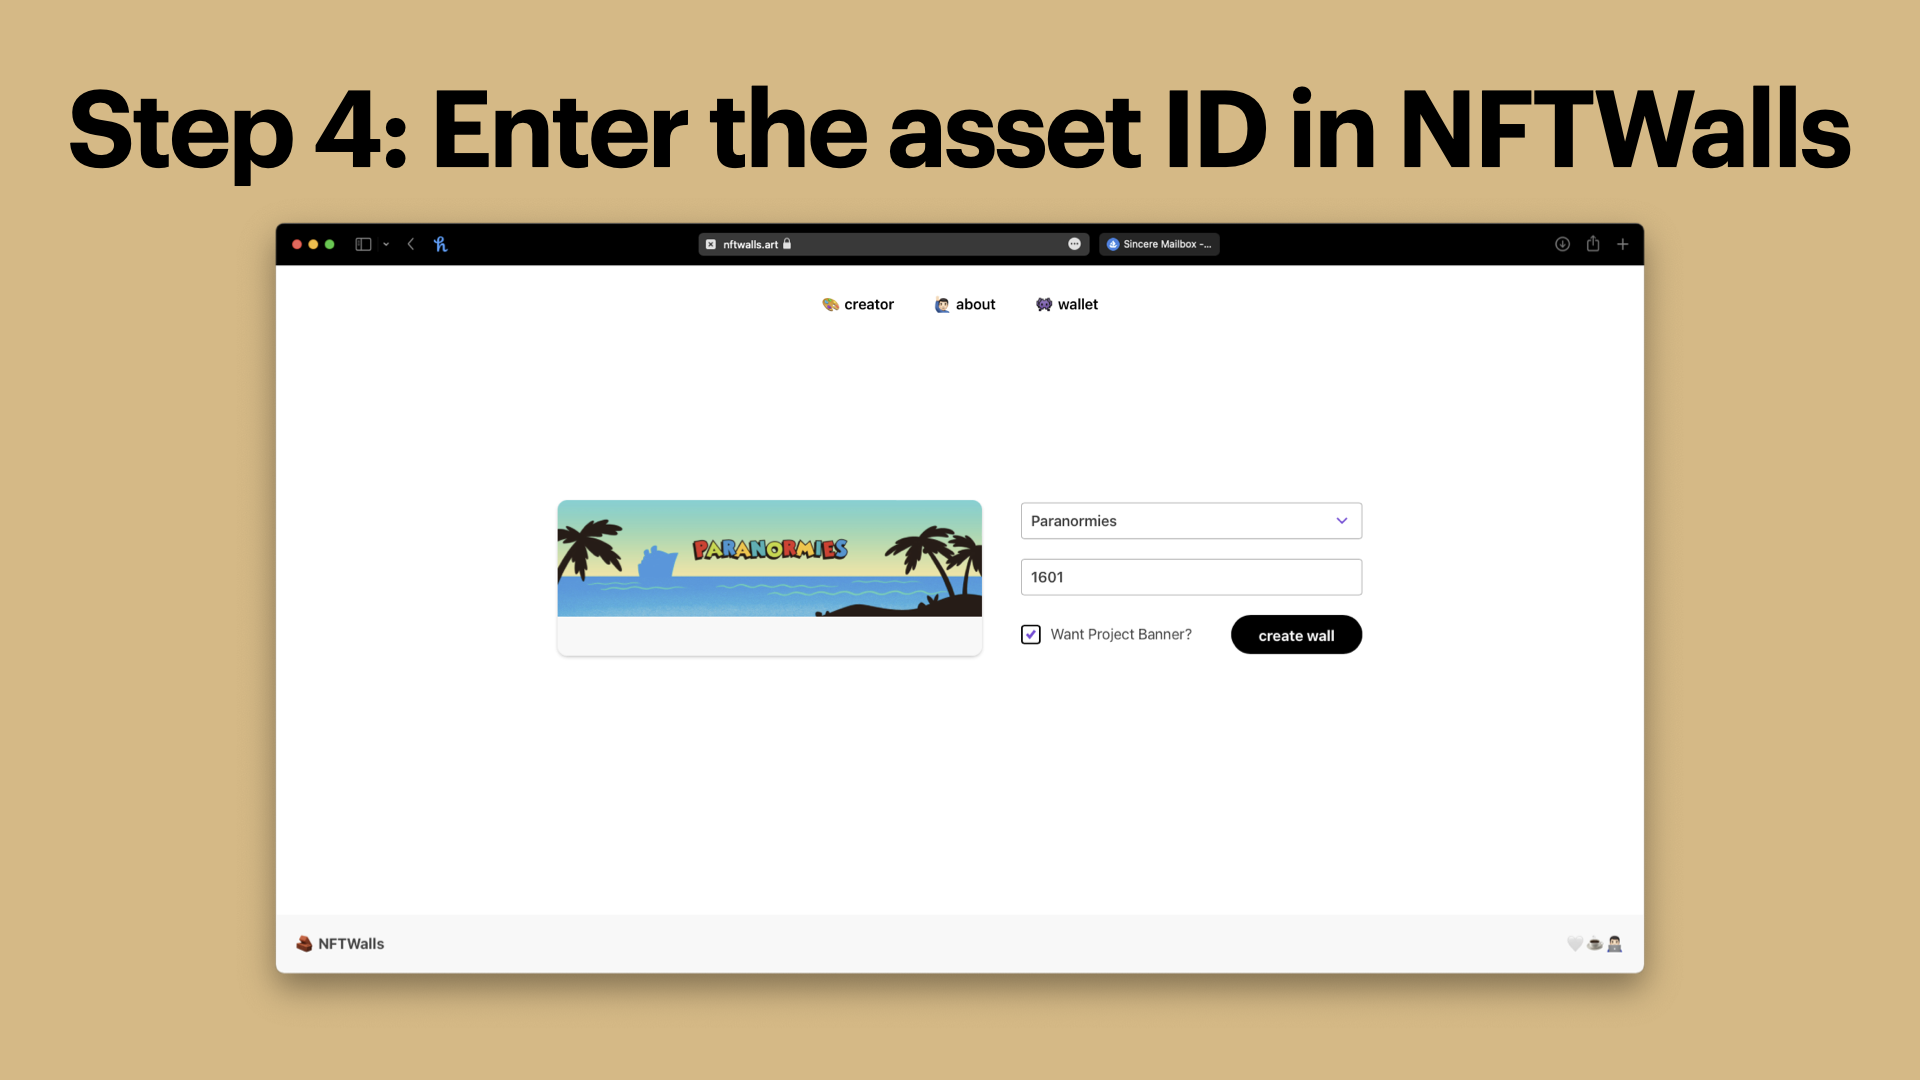 Step 4: Enter the asset ID in NFTWalls
nftwalls.art
Sincere Mailbox -...
creator
about
wallet
PARANORMIES
Paranormies
1601
Want Project Banner?
create wall
NFTWalls